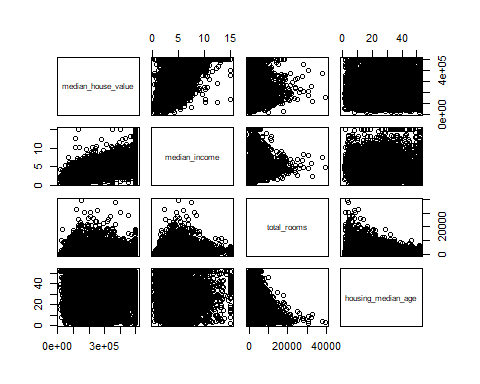 0 5 10 15 0 20 40
median_house_value
0e+00 4e+05
0 5 10
median_income
total_rooms
0 20000
0 20 40
housing_median_age
0e+00 3e+05 0 20000 40000